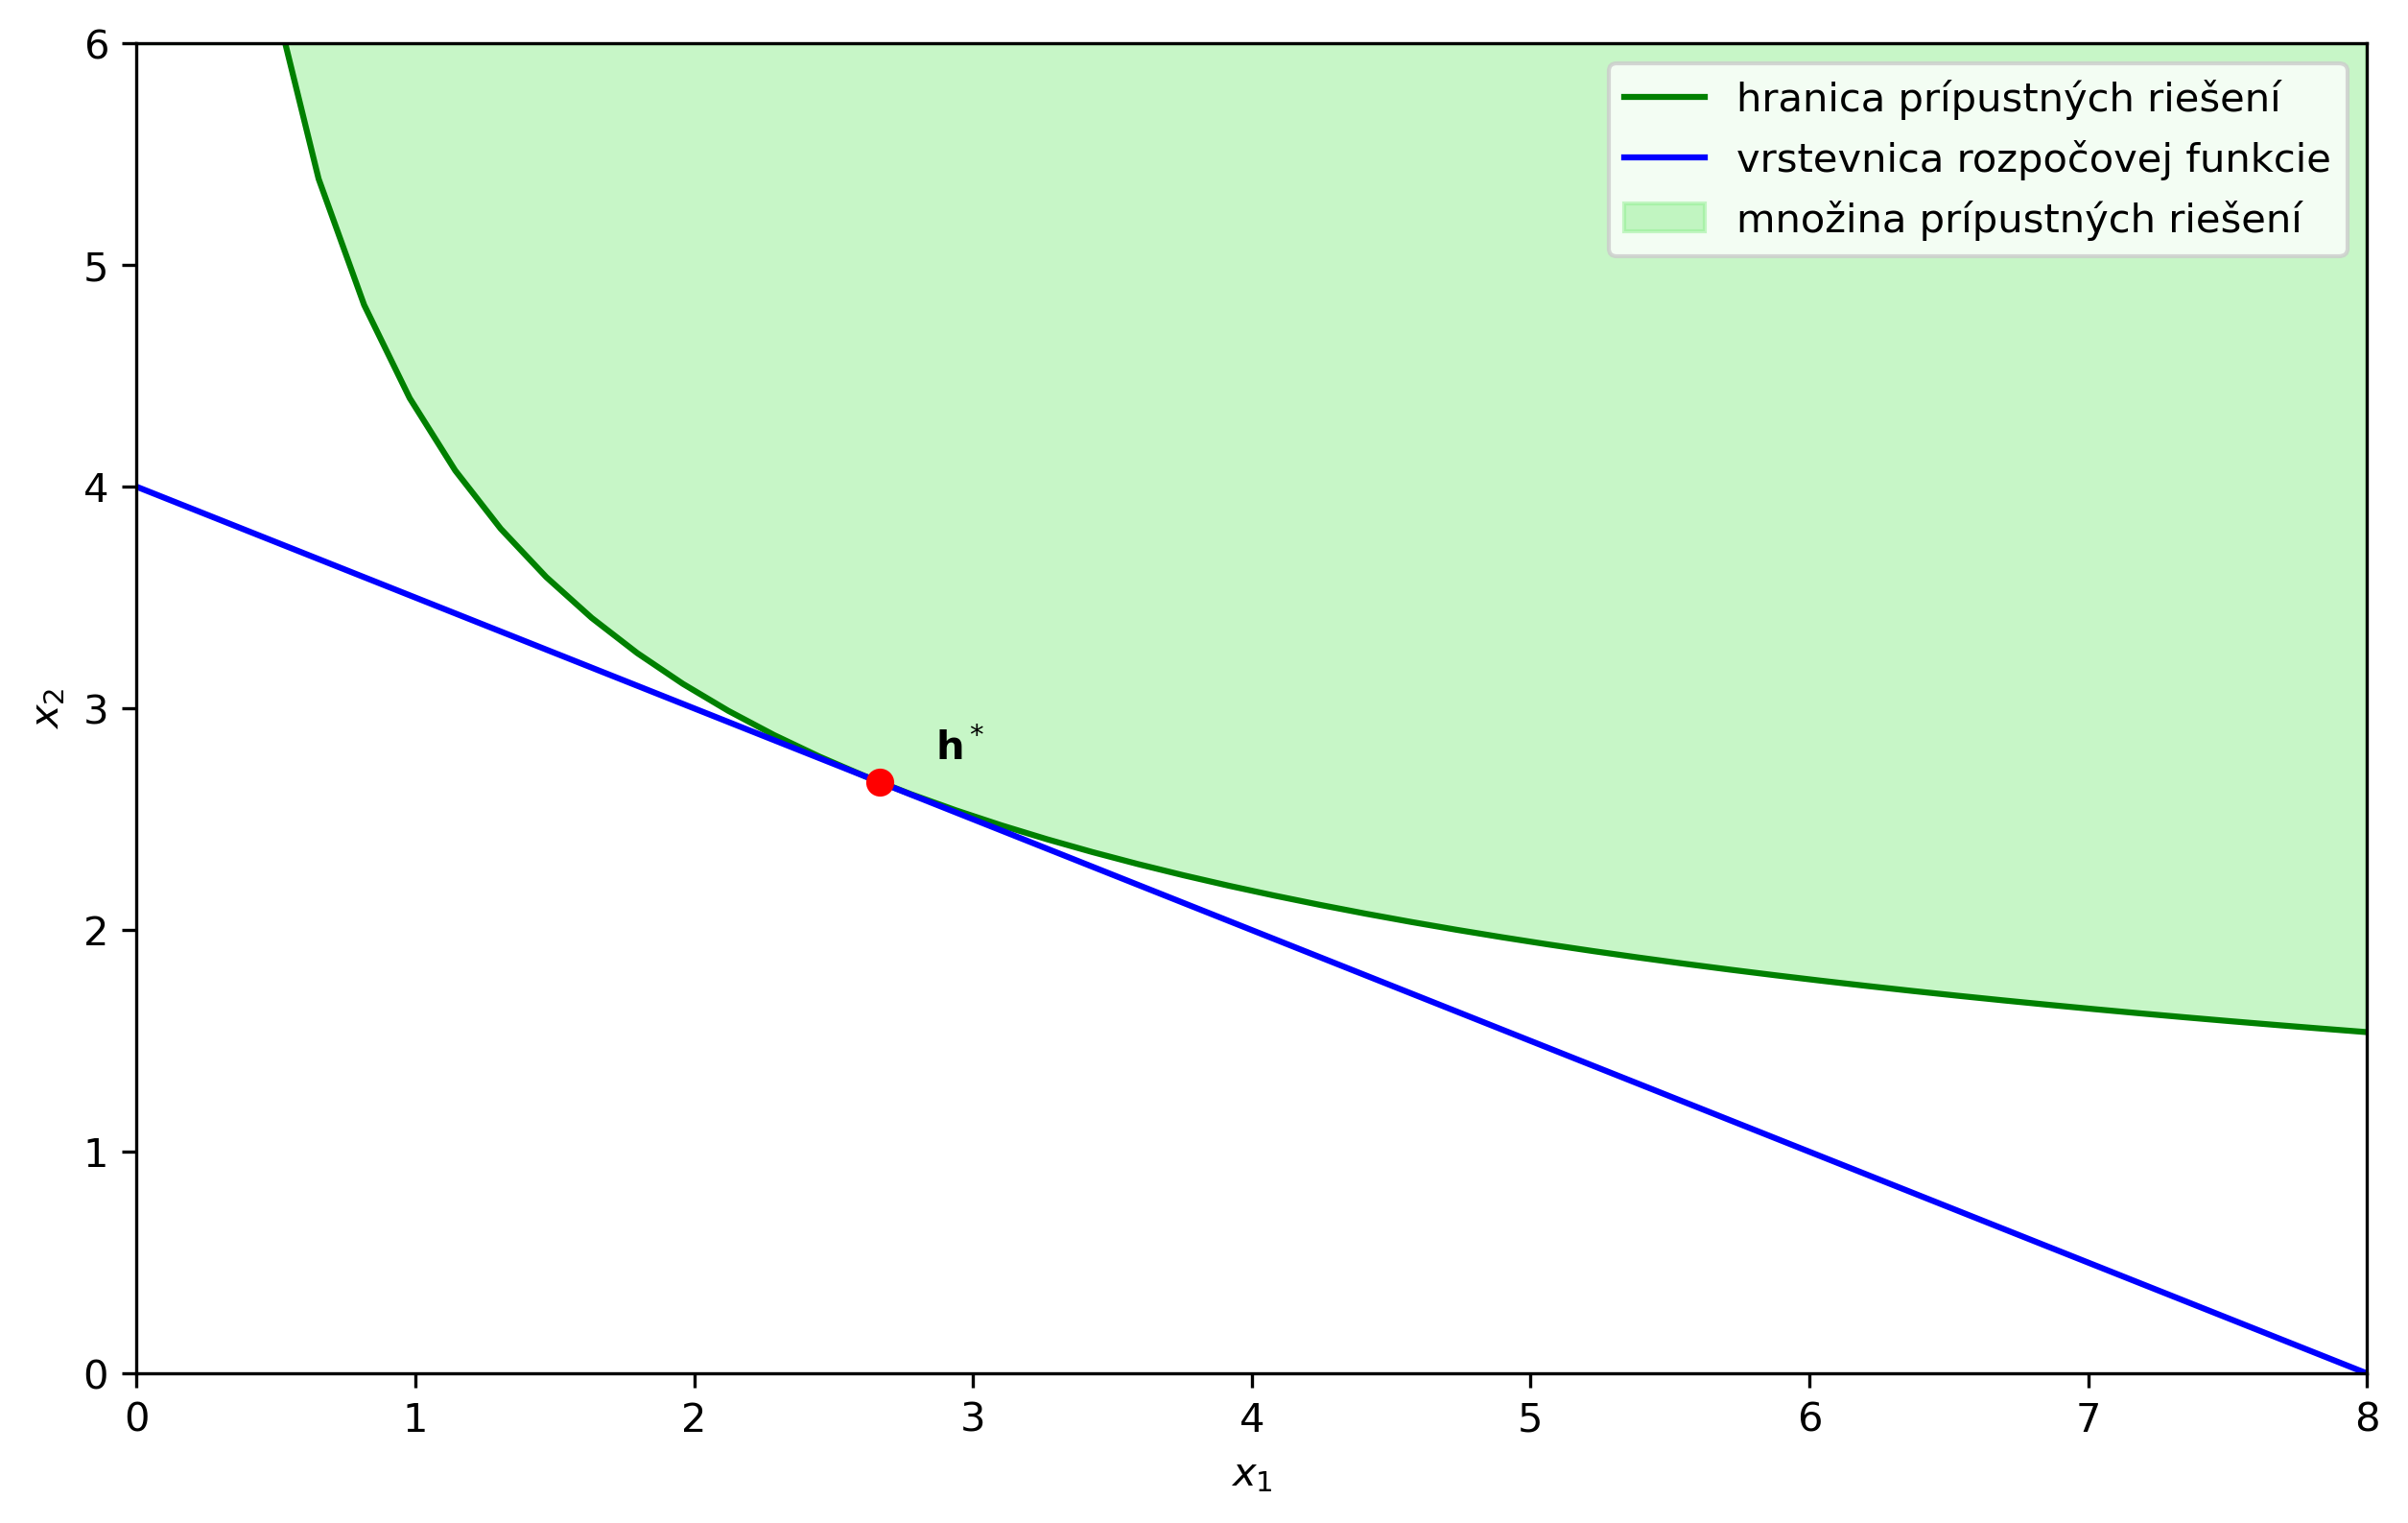 6
5
4
3
2
1
0
x₂
hranica prípustných riešení
vrstevnica rozpočovej funkcie
množina prípustných riešení
h*
0 1 2 3 4 5 6 7 8
x₁